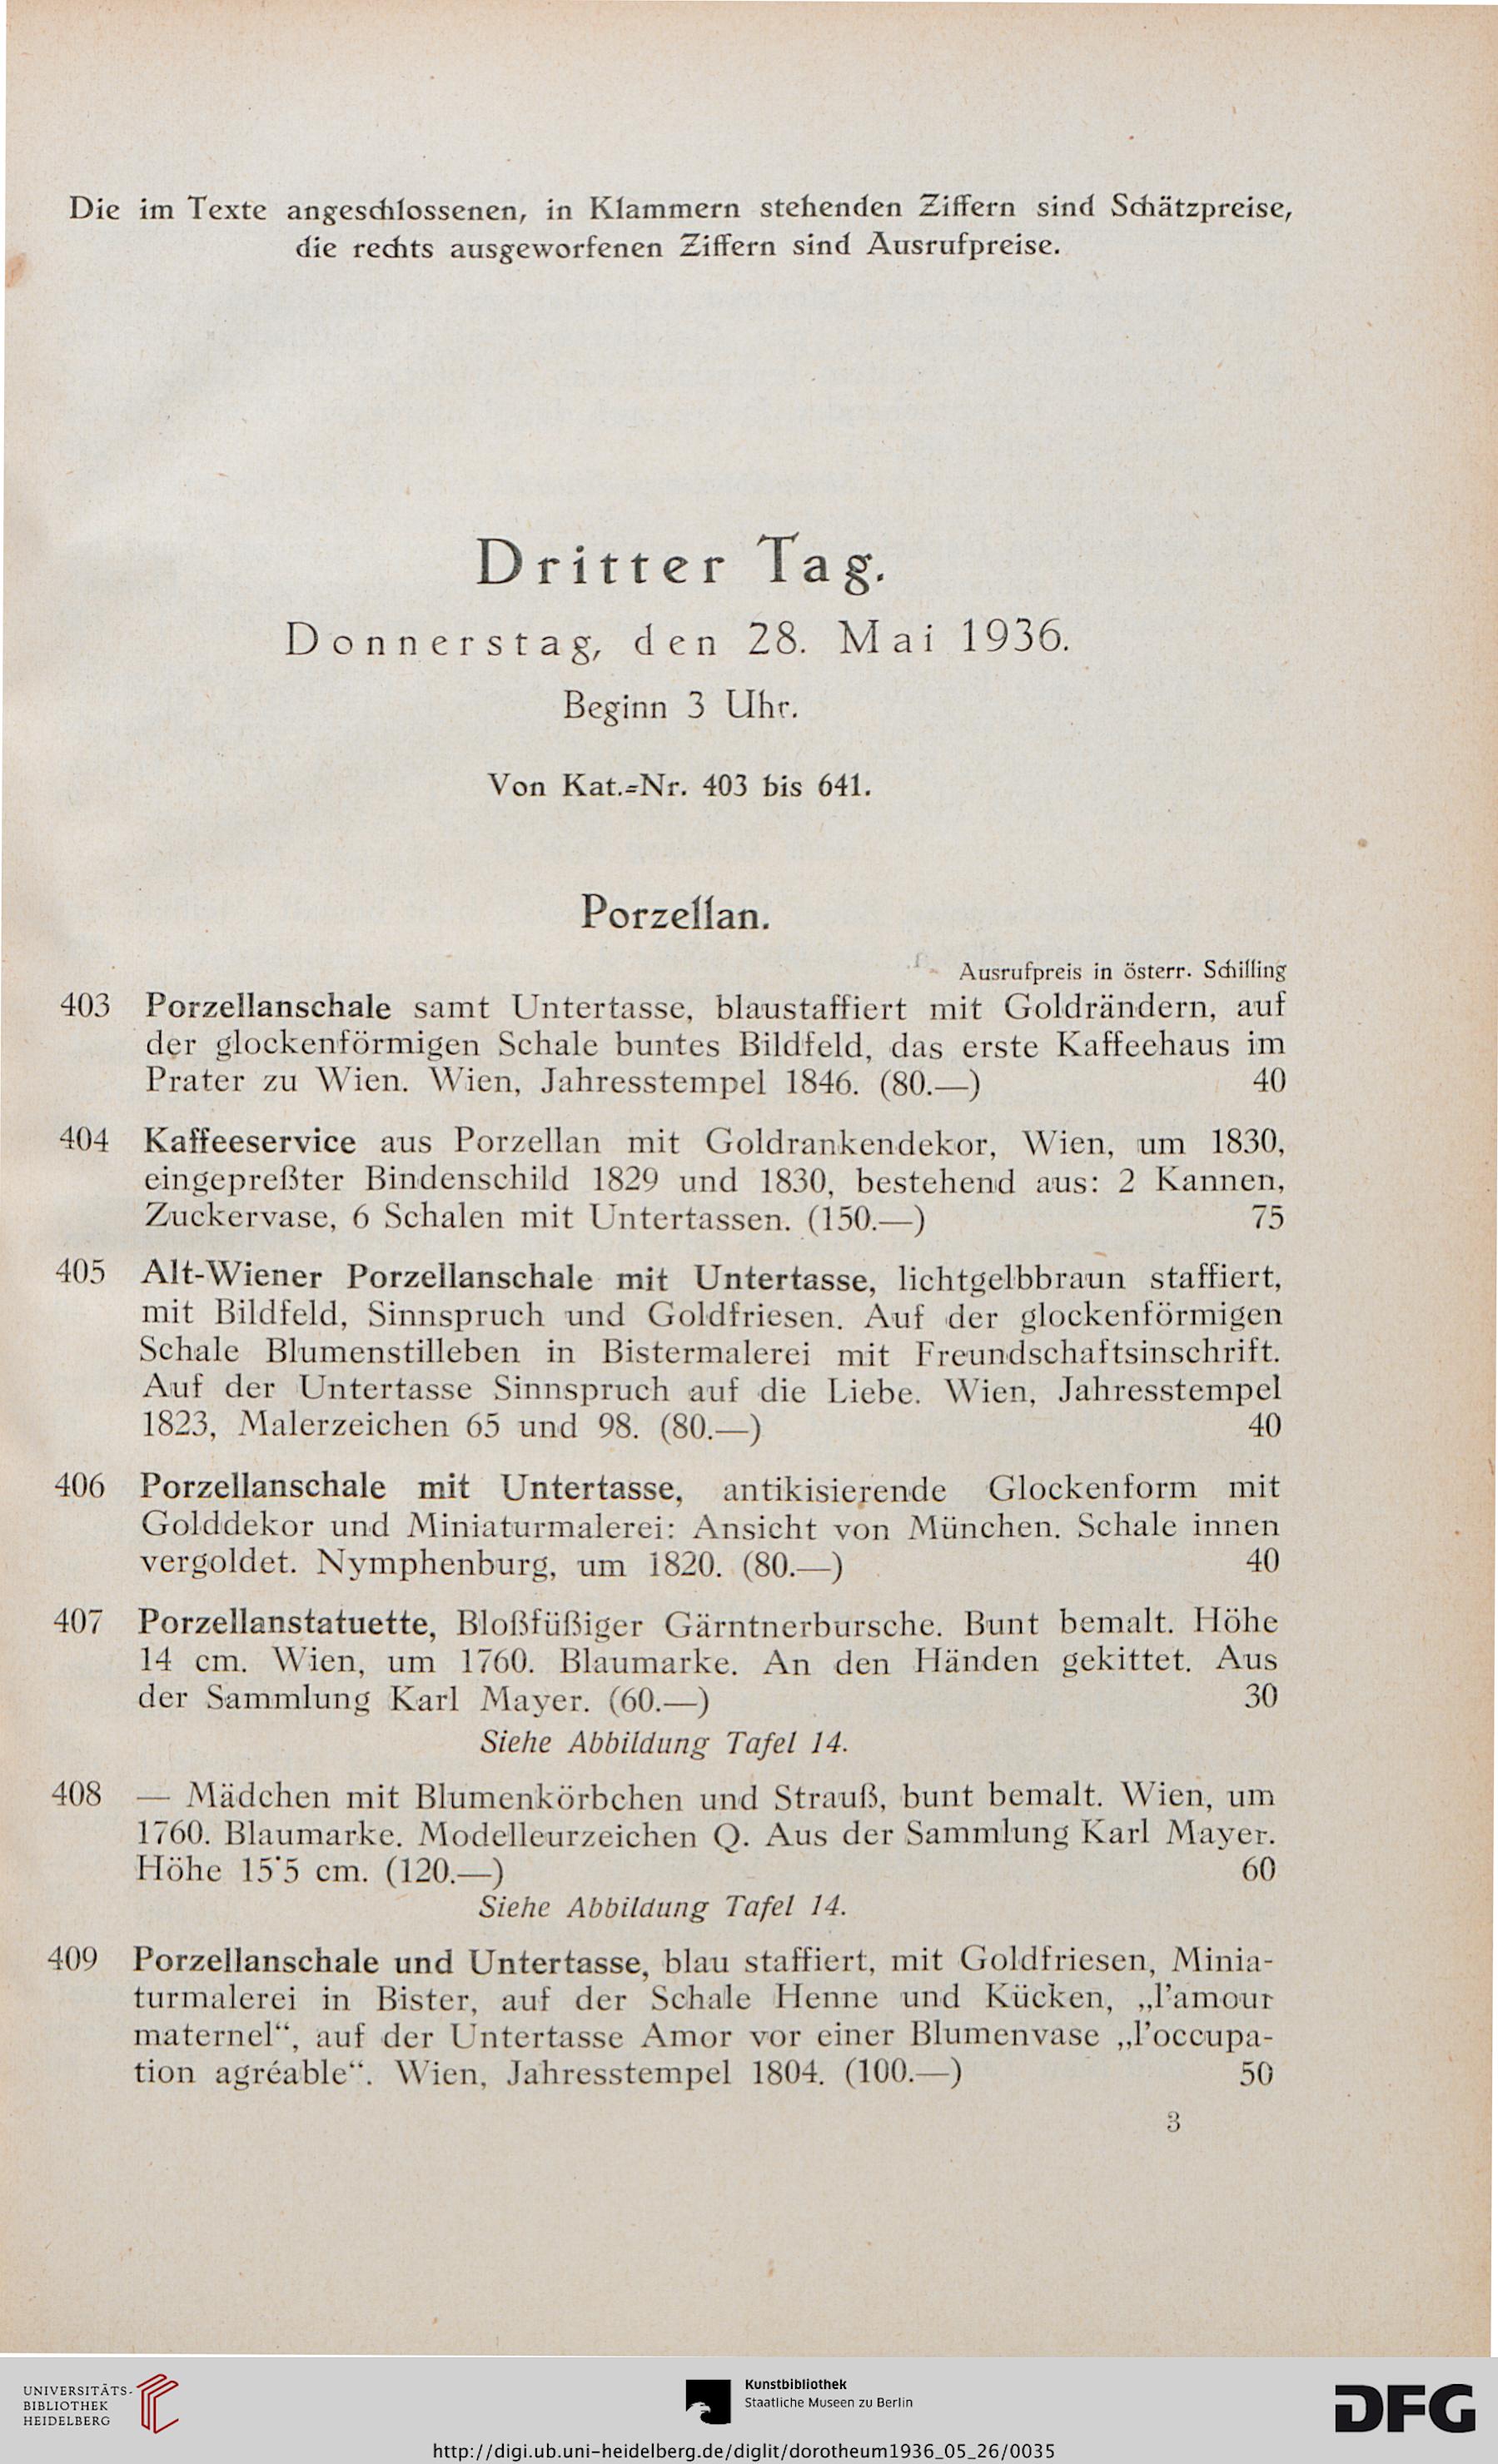 Die im Texte angeschlossenen, in Klammern stehenden Ziffern sind Schätzpreise,
die rechts ausgeworfenen Ziffern sind Ausrufpreise.
Dritter Tag.
Donnerstag, den 28. Mai 1936.
Beginn 3 Uhr.
Von Kat.=Nr. 403 bis 641.
Porzellan.
Ausrufpreis in österr. Schilling
403 Porzellanschale samt Untertasse, blaustaffiert mit Goldrändern, auf
der glockenförmigen Schale buntes Bildfeld, das erste Kaffeehaus im
Prater zu Wien. Wien, Jahresstempel 1846. (80.—) 40
404 Kaffeeservice aus Porzellan mit Goldrankendekor, Wien, um 1830,
eingepreßter Bindenschild 1829 und 1830, bestehend aus: 2 Kannen,
Zuckervase, 6 Schalen mit Untertassen. (150.—) 75
405 Alt-Wiener Porzellanschale mit Untertasse, lichtgelbbraun staffiert,
mit Bildfeld, Sinnspruch und Goldfriesen. Auf der glockenförmigen
Schale Blumenstilleben in Bistermalerei mit Freundschaftsinschrift.
Auf der Untertasse Sinnspruch auf die Liebe. Wien, Jahresstempel
1823, Malerzeichen 65 und 98. (80.—) 40
406 Porzellanschale mit Untertasse, antikisierende Glockenform mit
Golddekor und Miniaturmalerei: Ansicht von München. Schale innen
vergoldet. Nymphenburg, um 1820. (80.—) 40
407 Porzellanstatuette, Bloßfüßiger Gärntnerbursche. Bunt bemalt. Höhe
14 cm. Wien, um 1760. Blaumarke. An den Händen gekittet. Aus
der Sammlung Karl Mayer. (60.—) 30
Siehe Abbildung Tafel 14.
408 — Mädchen mit Blumenkörbchen und Strauß, bunt bemalt. Wien, um
1760. Blaumarke. Modelleurzeichen Q. Aus der Sammlung Karl Mayer.
Höhe 15˙5 cm. (120.—) 60
Siehe Abbildung Tafel 14.
409 Porzellanschale und Untertasse, blau staffiert, mit Goldfriesen, Minia-
turmalerei in Bister, auf der Schale Henne und Kücken, „l'amour
maternel“, auf der Untertasse Amor vor einer Blumenvase „l'occupa-
tion agréable“. Wien, Jahresstempel 1804. (100.—) 50
3
UNIVERSITÄTS-
BIBLIOTHEK
HEIDELBERG
Kunstbibliothek
Staatliche Museen zu Berlin
DFG
http://digi.ub.uni-heidelberg.de/diglit/dorotheum1936_05_26/0035